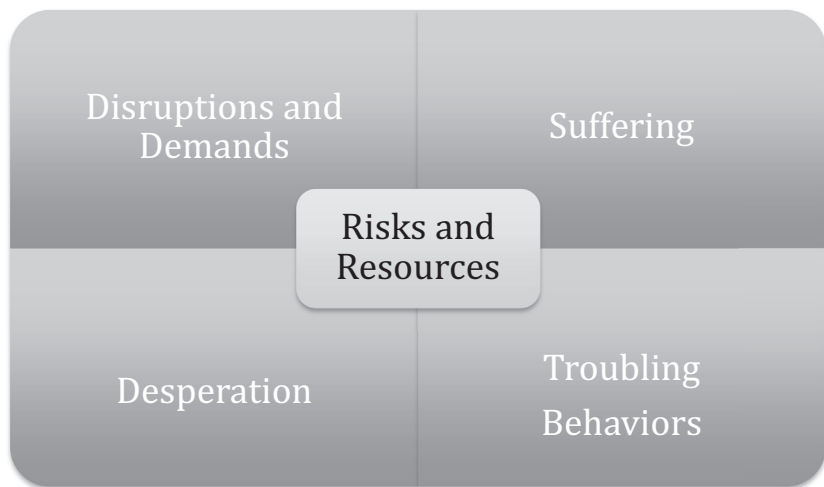 Disruptions and
Demands
Suffering
Risks and
Resources
Desperation
Troubling
Behaviors